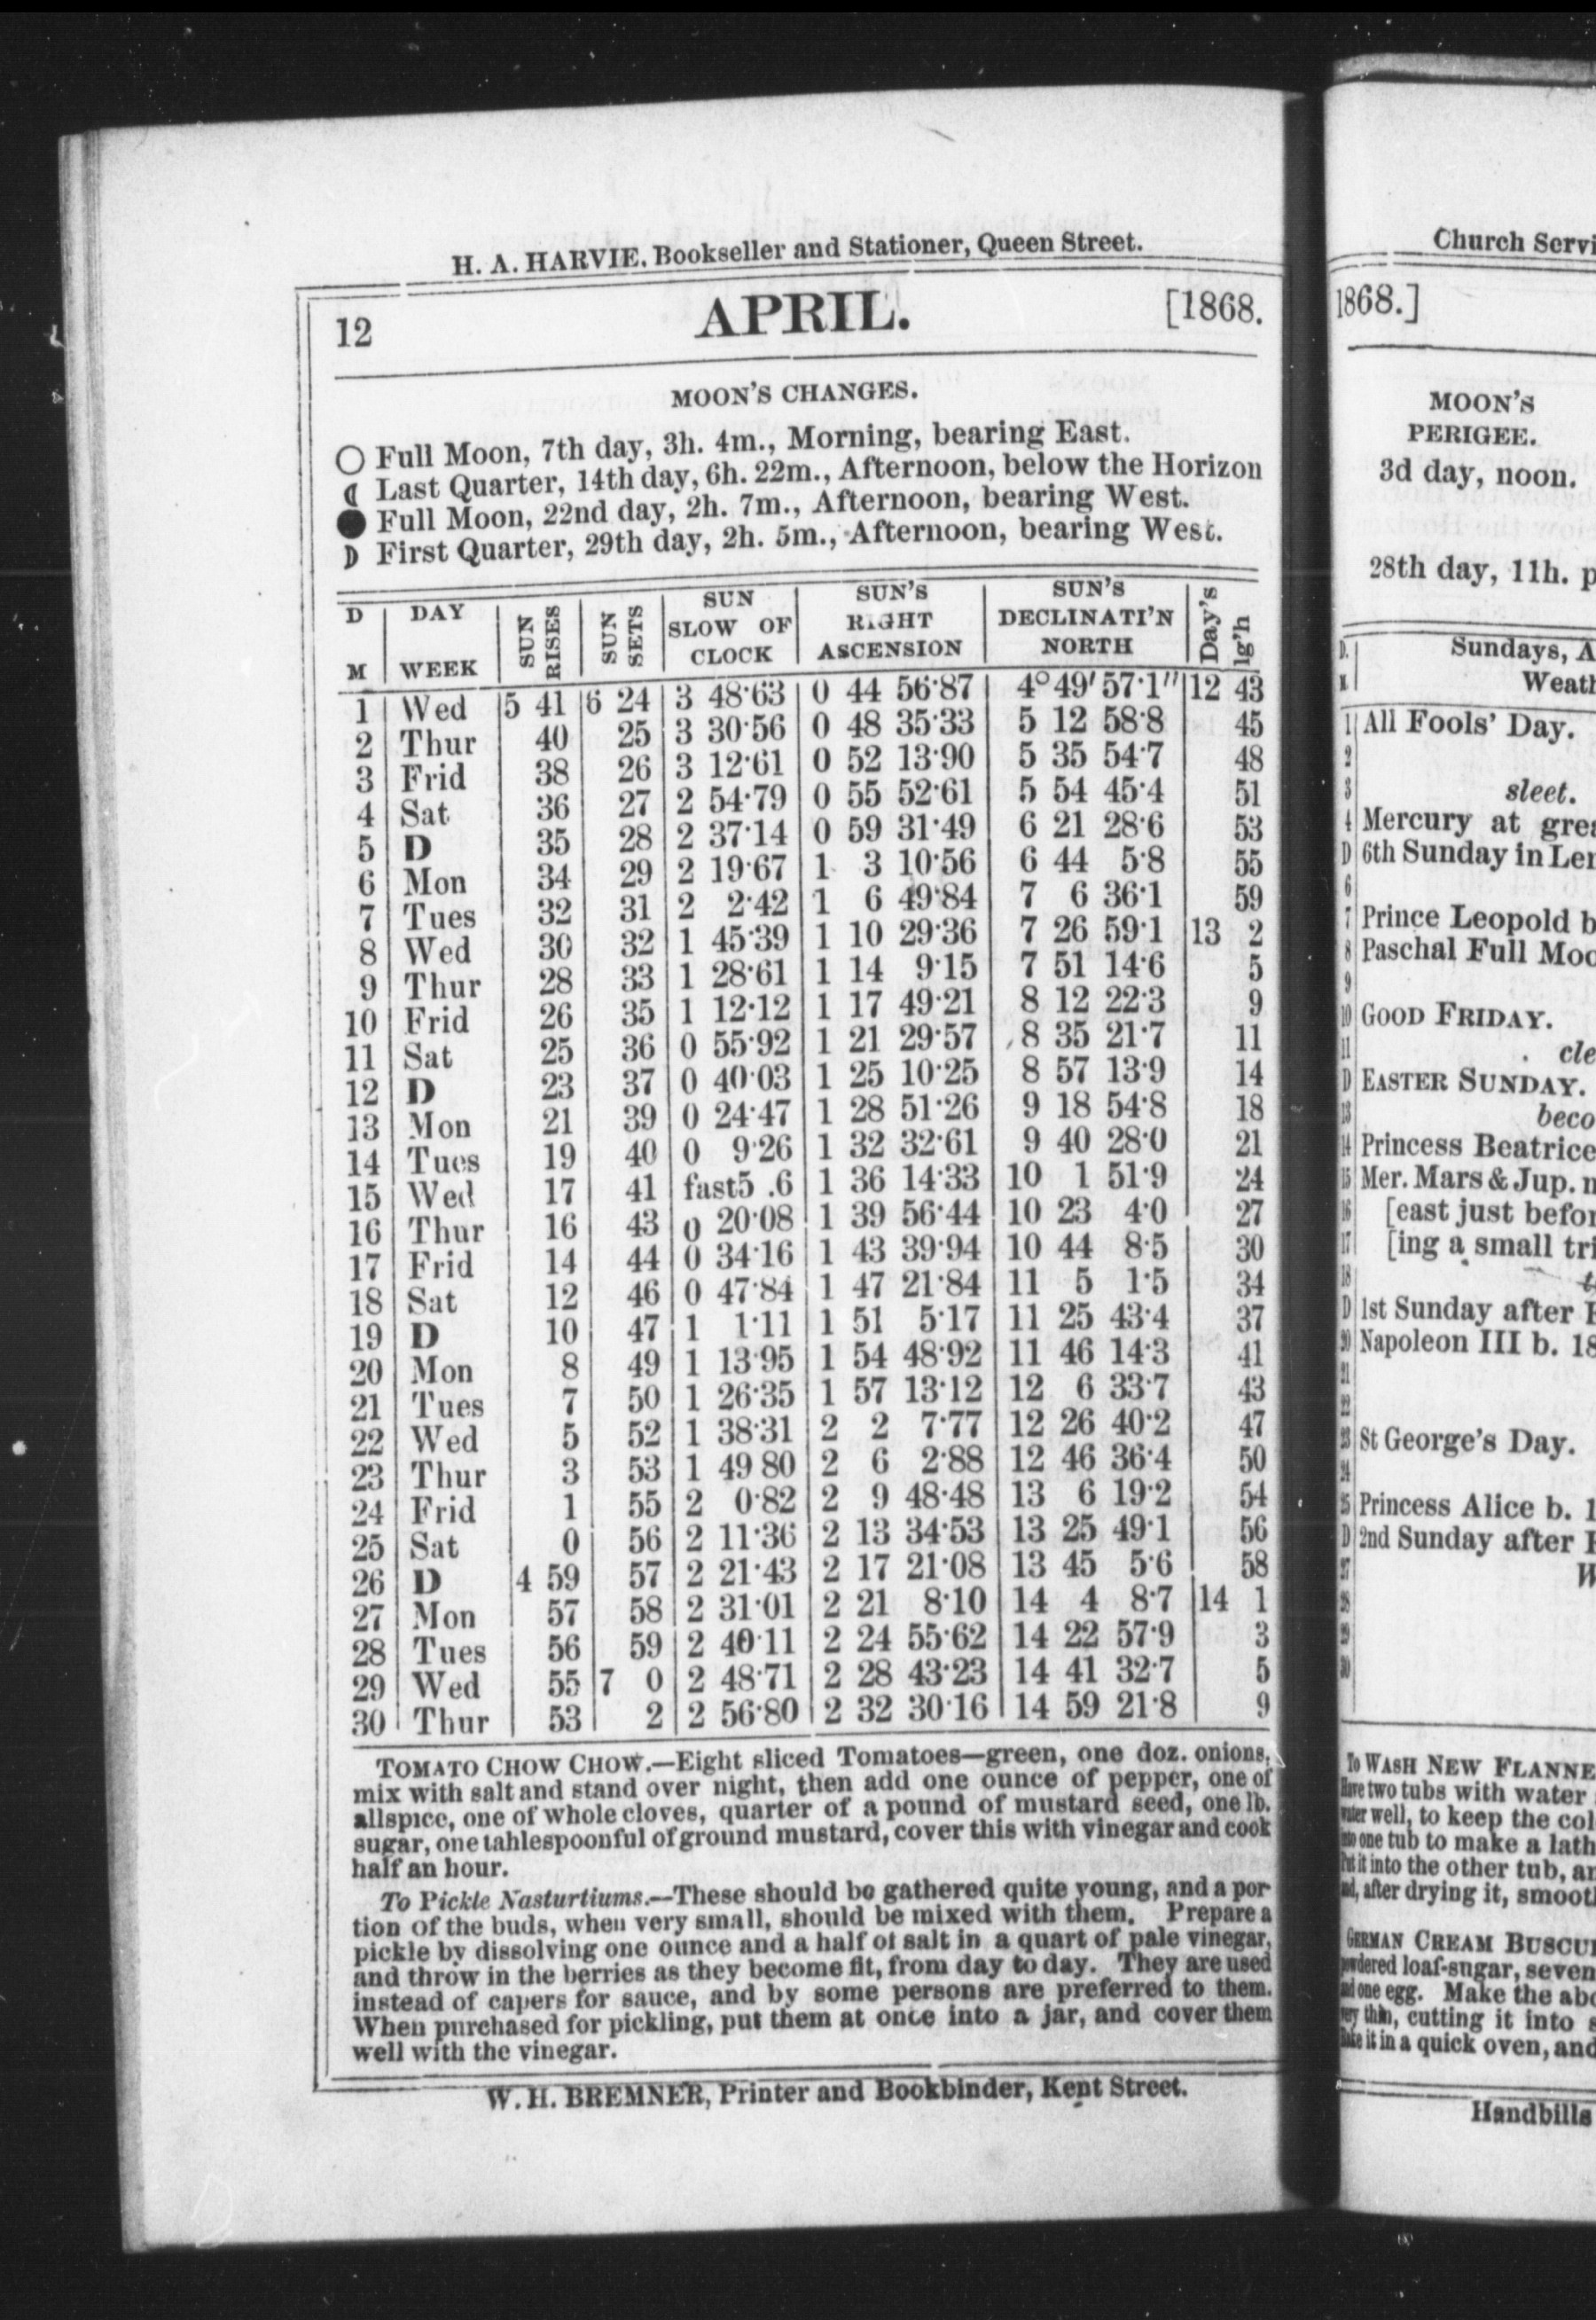 H. A. HARVIE. Bookseller and Stationer, Queen Street.
12 APRIL. [1868.
MOON'S CHANGES.
Full Moon, 7th day, 3h. 4m., Morning, bearing East.
Last Quarter, 14th day, 6h. 22m., Afternoon, below the Horizon
Full Moon, 22nd day, 2h. 7m., Afternoon, bearing West.
First Quarter, 29th day, 2h. 5m., Afternoon, bearing West.
D M | DAY WEEK | SUN RISES | SUN SETS | SUN SLOW OF CLOCK | SUN'S RIGHT ASCENSION | SUN'S DECLINATI'N NORTH | Day's lg'h
1 | Wed | 5 41 | 6 24 | 3 48·63 | 0 44 56·87 | 4° 49′ 57·1″ | 12 43
2 | Thur | 40 | 25 | 3 30·56 | 0 48 35·33 | 5 12 58·8 | 45
3 | Frid | 38 | 26 | 3 12·61 | 0 52 13·90 | 5 35 54·7 | 48
4 | Sat | 36 | 27 | 2 54·79 | 0 55 52·61 | 5 54 45·4 | 51
5 | D | 35 | 28 | 2 37·14 | 0 59 31·49 | 6 21 28·6 | 53
6 | Mon | 34 | 29 | 2 19·67 | 1 3 10·56 | 6 44 5·8 | 55
7 | Tues | 32 | 31 | 2 2·42 | 1 6 49·84 | 7 6 36·1 | 59
8 | Wed | 30 | 32 | 1 45·39 | 1 10 29·36 | 7 26 59·1 | 13 2
9 | Thur | 28 | 33 | 1 28·61 | 1 14 9·15 | 7 51 14·6 | 5
10 | Frid | 26 | 35 | 1 12·12 | 1 17 49·21 | 8 12 22·3 | 9
11 | Sat | 25 | 36 | 0 55·92 | 1 21 29·57 | 8 35 21·7 | 11
12 | D | 23 | 37 | 0 40·03 | 1 25 10·25 | 8 57 13·9 | 14
13 | Mon | 21 | 39 | 0 24·47 | 1 28 51·26 | 9 18 54·8 | 18
14 | Tues | 19 | 40 | 0 9·26 | 1 32 32·61 | 9 40 28·0 | 21
15 | Wed | 17 | 41 | fast5 .6 | 1 36 14·33 | 10 1 51·9 | 24
16 | Thur | 16 | 43 | 0 20·08 | 1 39 56·44 | 10 23 4·0 | 27
17 | Frid | 14 | 44 | 0 34·16 | 1 43 39·94 | 10 44 8·5 | 30
18 | Sat | 12 | 46 | 0 47·84 | 1 47 21·84 | 11 5 1·5 | 34
19 | D | 10 | 47 | 1 1·11 | 1 51 5·17 | 11 25 43·4 | 37
20 | Mon | 8 | 49 | 1 13·95 | 1 54 48·92 | 11 46 14·3 | 41
21 | Tues | 7 | 50 | 1 26·35 | 1 57 13·12 | 12 6 33·7 | 43
22 | Wed | 5 | 52 | 1 38·31 | 2 2 7·77 | 12 26 40·2 | 47
23 | Thur | 3 | 53 | 1 49 80 | 2 6 2·88 | 12 46 36·4 | 50
24 | Frid | 1 | 55 | 2 0·82 | 2 9 48·48 | 13 6 19·2 | 54
25 | Sat | 0 | 56 | 2 11·36 | 2 13 34·53 | 13 25 49·1 | 56
26 | D | 4 59 | 57 | 2 21·43 | 2 17 21·08 | 13 45 5·6 | 58
27 | Mon | 57 | 58 | 2 31·01 | 2 21 8·10 | 14 4 8·7 | 14 1
28 | Tues | 56 | 59 | 2 40·11 | 2 24 55·62 | 14 22 57·9 | 3
29 | Wed | 55 | 7 0 | 2 48·71 | 2 28 43·23 | 14 41 32·7 | 5
30 | Thur | 53 | 2 | 2 56·80 | 2 32 30·16 | 14 59 21·8 | 9
TOMATO CHOW CHOW.—Eight sliced Tomatoes—green, one doz. onions,
mix with salt and stand over night, then add one ounce of pepper, one of
allspice, one of whole cloves, quarter of a pound of mustard seed, one lb.
sugar, one tahlespoonful of ground mustard, cover this with vinegar and cook
half an hour.
To Pickle Nasturtiums.—These should be gathered quite young, and a por-
tion of the buds, when very small, should be mixed with them. Prepare a
pickle by dissolving one ounce and a half of salt in a quart of pale vinegar,
and throw in the berries as they become fit, from day to day. They are used
instead of capers for sauce, and by some persons are preferred to them.
When purchased for pickling, put them at once into a jar, and cover them
well with the vinegar.
W. H. BREMNER, Printer and Bookbinder, Kent Street.
Church Servi
1868.]
MOON'S
PERIGEE.
3d day, noon.
28th day, 11h. p
Sundays, A
Weath
1 All Fools' Day.
2
3 sleet.
4 Mercury at grea
D 6th Sunday in Len
6
7 Prince Leopold b
8 Paschal Full Moo
9
10 GOOD FRIDAY.
11 cle
D EASTER SUNDAY.
13 beco
14 Princess Beatrice
15 Mer. Mars & Jup. n
16 [east just befor
17 [ing a small tri
18 t
D 1st Sunday after E
20 Napoleon III b. 18
21
22
23 St George's Day.
24
25 Princess Alice b. 1
D 2nd Sunday after E
27 W
28
29
30
To WASH NEW FLANNE
Have two tubs with water
water well, to keep the col
into one tub to make a lath
Put it into the other tub, an
and, after drying it, smooth
GERMAN CREAM BUSCUI
powdered loaf-sugar, seven
and one egg. Make the abo
very thin, cutting it into s
Bake it in a quick oven, and
Handbills